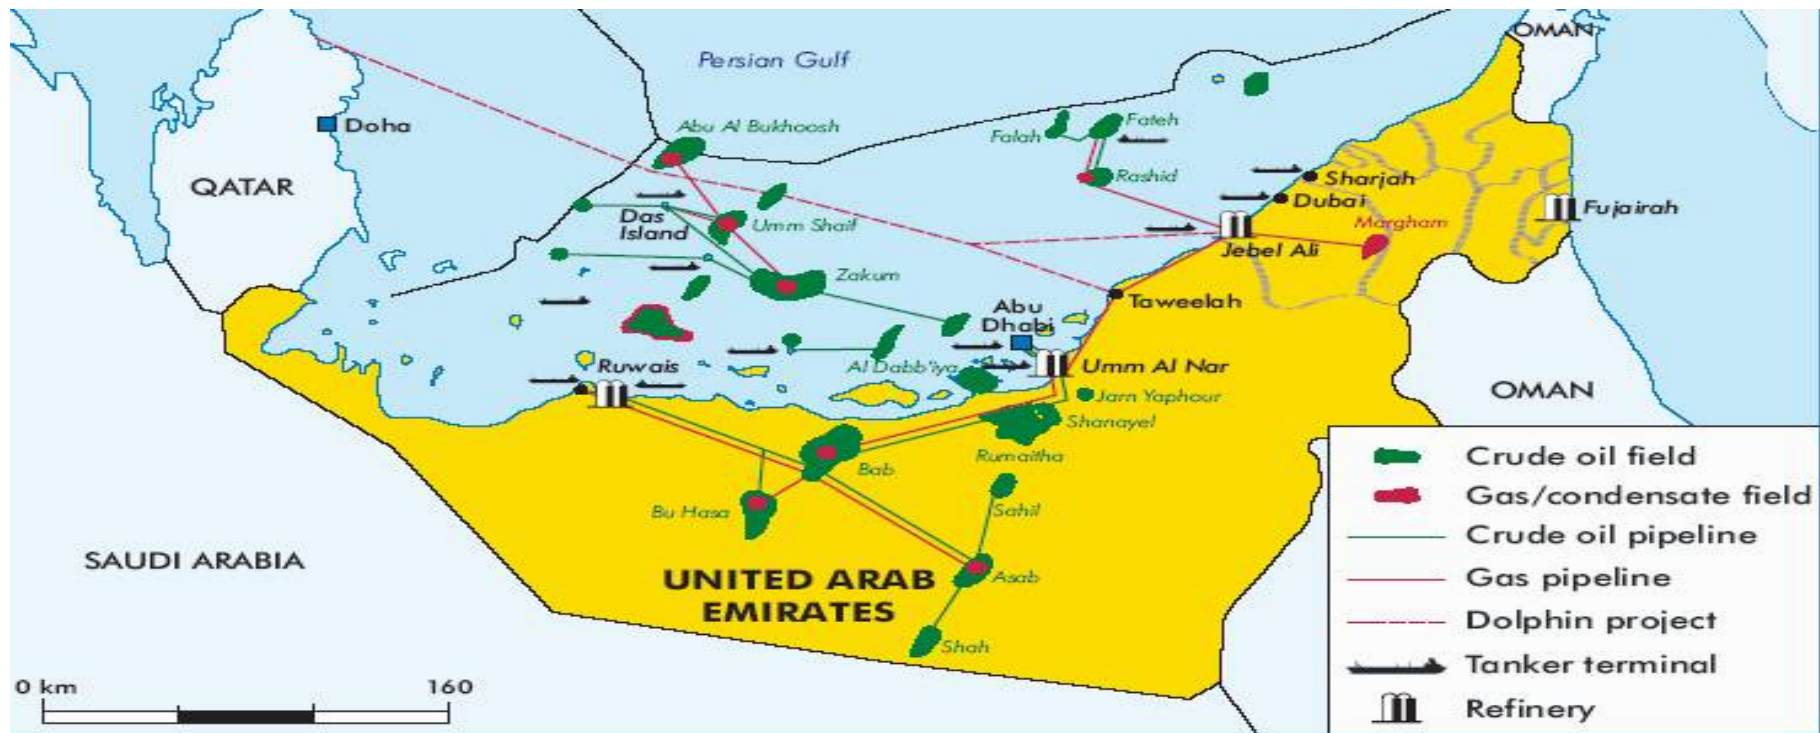 OMAN
Persian Gulf
Doha
Abu Al Bukhoosh
Falah
Fateh
QATAR
Rashid
Sharjah
Dubai
Fujairah
Das
Island
Umm Shaif
Margham
Jebel Ali
Zakum
Taweelah
Abu
Dhabi
Ruwais
Al Dabb'iya
Umm Al Nar
Jarn Yaphour
Shanayel
OMAN
Rumaitha
Bab
Bu Hasa
Sahil
SAUDI ARABIA
UNITED ARAB
EMIRATES
Asab
Shah
0 km
160
Crude oil field
Gas/condensate field
Crude oil pipeline
Gas pipeline
Dolphin project
Tanker terminal
Refinery